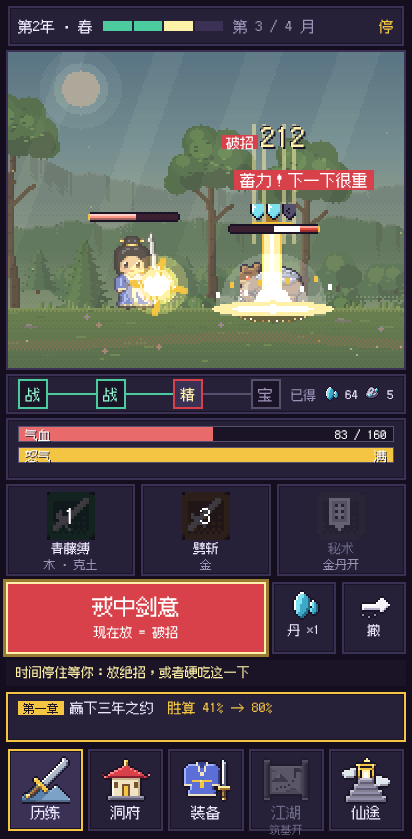 第2年 · 春 第 3 / 4 月 停
破招 212
蓄力！下一下很重
战 战 精 宝 已得 64 5
气血 83 / 160
怒气 满
1 3
青藤缚 劈斩 秘术
木 · 克土 金 金丹开
戒中剑意
现在放 = 破招
丹 ×1 撤
时间停住等你：放绝招，或者硬吃这一下
第一章 赢下三年之约 胜算 41% → 80%
历练 洞府 装备 江湖 仙途
筑基开